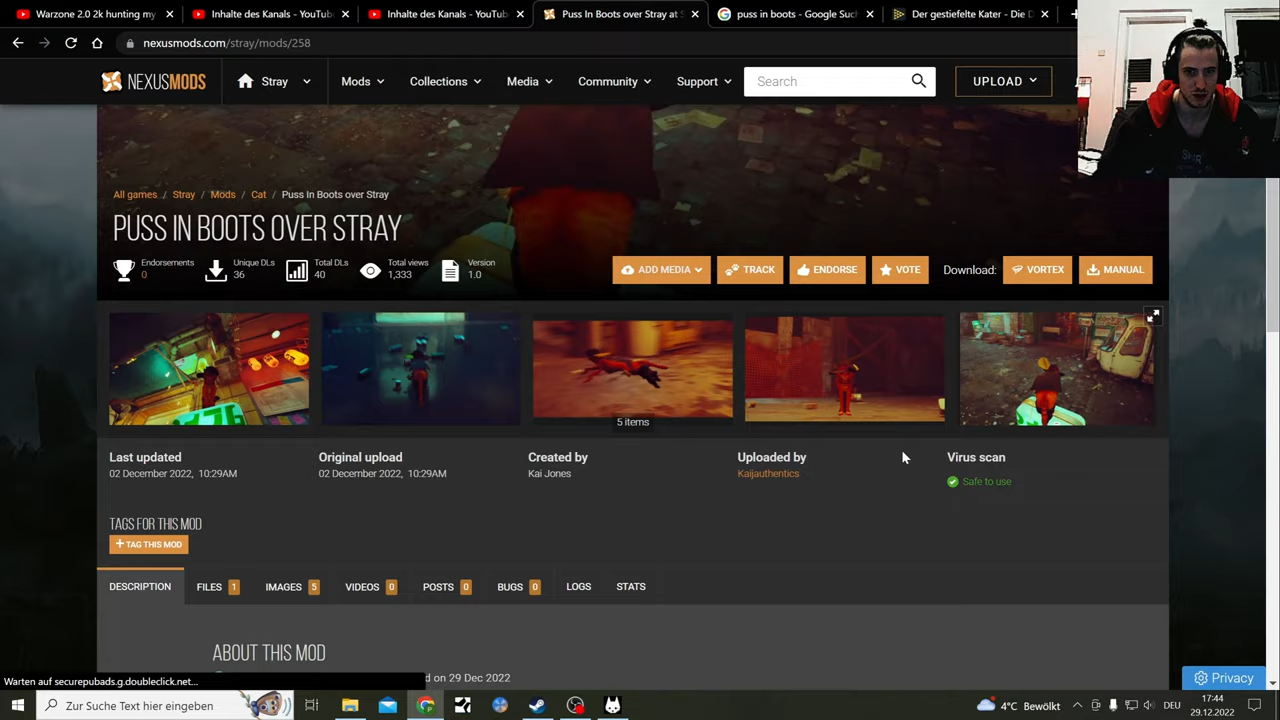 Warzone 2.0 2k hunting my
Inhalte des Kanals - YouTube
Inhalte des Kanals - YouTube
Puss In Boots over Stray at S
puss in boots - Google Such
Der gestiefelte Kater - Die D
nexusmods.com/stray/mods/258
NEXUSMODS
Stray
Mods
Collections
Media
Community
Support
Search
UPLOAD
All games / Stray / Mods / Cat / Puss In Boots over Stray
PUSS IN BOOTS OVER STRAY
Endorsements
0
Unique DLs
36
Total DLs
40
Total views
1,333
Version
1.0
ADD MEDIA
TRACK
ENDORSE
VOTE
Download:
VORTEX
MANUAL
5 items
Last updated
02 December 2022, 10:29AM
Original upload
02 December 2022, 10:29AM
Created by
Kai Jones
Uploaded by
Kaijauthentics
Virus scan
Safe to use
TAGS FOR THIS MOD
+ TAG THIS MOD
DESCRIPTION
FILES 1
IMAGES 5
VIDEOS 0
POSTS 0
BUGS 0
LOGS
STATS
ABOUT THIS MOD
d on 29 Dec 2022
Warten auf securepubads.g.doubleclick.net...
Privacy
Zur Suche Text hier eingeben
4°C Bewölkt
DEU
17:44
29.12.2022